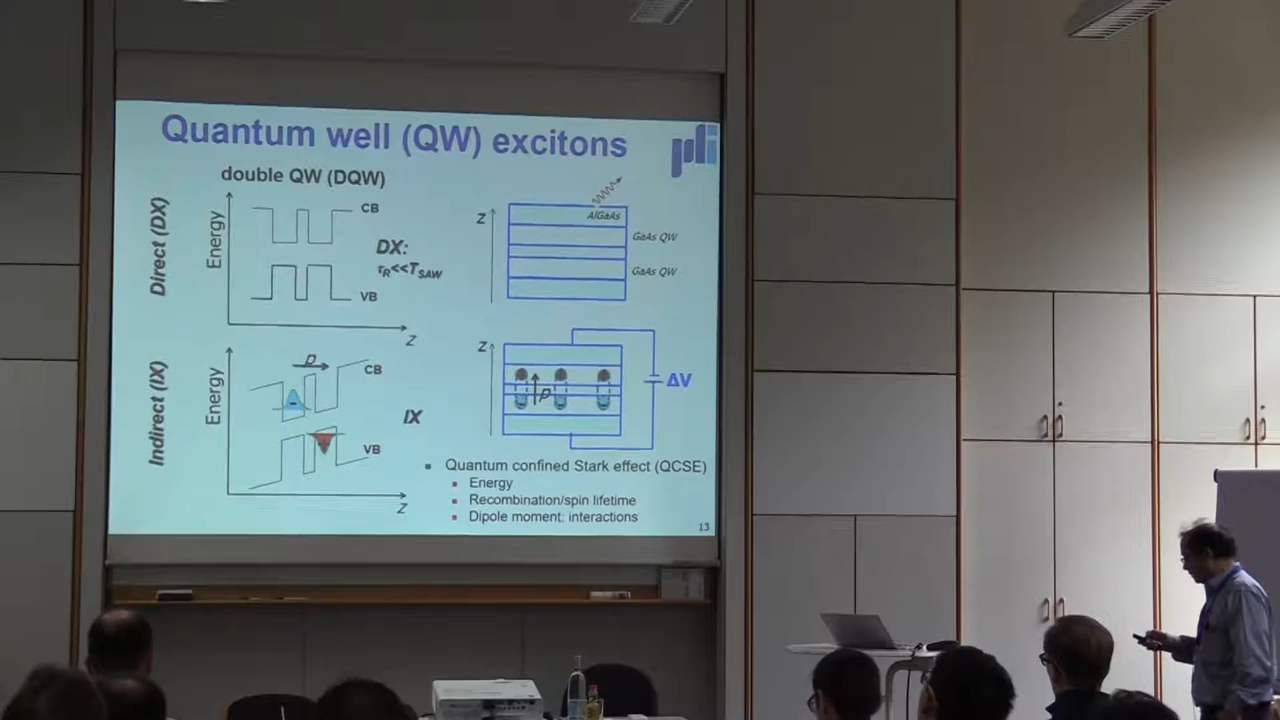 Quantum well (QW) excitons
pdi
double QW (DQW)
Direct (DX)
Energy
CB
DX:
τR<<TSAW
VB
Z
Z
AlGaAs
GaAs QW
GaAs QW
Indirect (IX)
Energy
p
CB
IX
VB
Z
Z
p
ΔV
Quantum confined Stark effect (QCSE)
Energy
Recombination/spin lifetime
Dipole moment: interactions
13